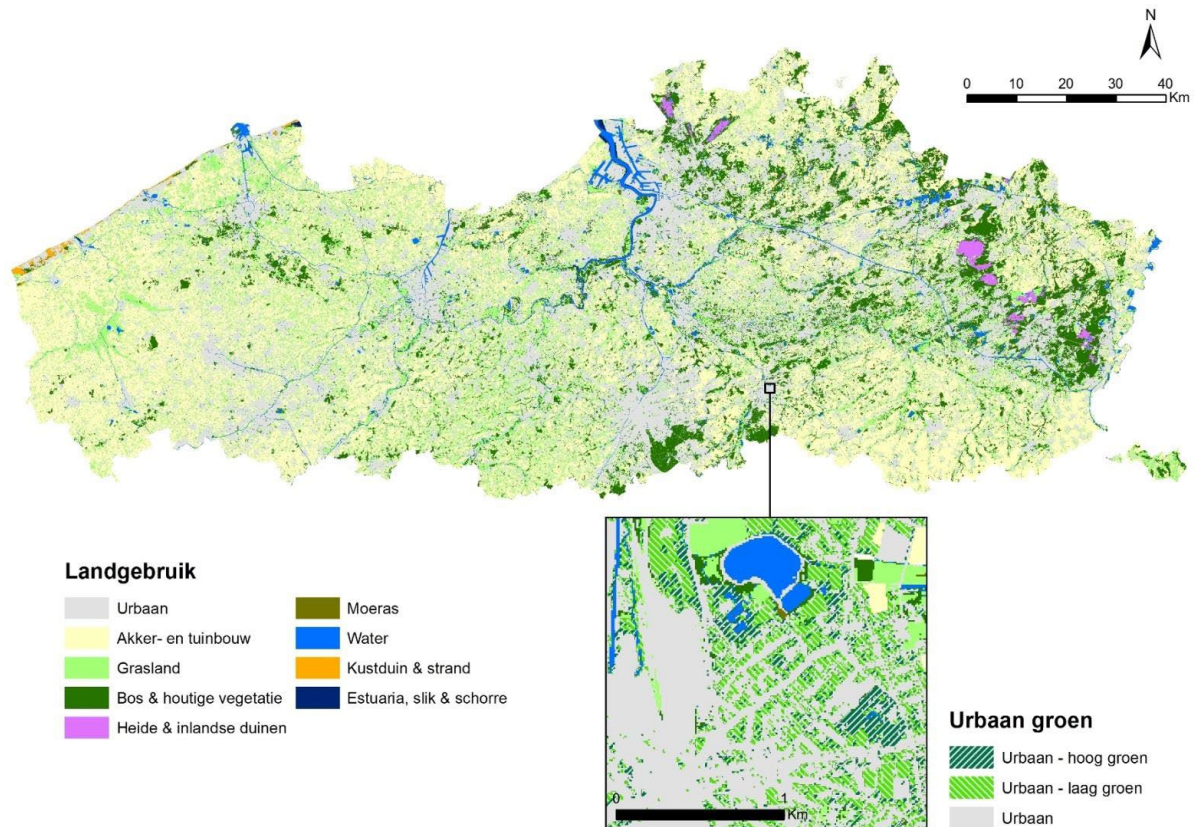 N
0 10 20 30 40
Km
Landgebruik
Urbaan
Akker- en tuinbouw
Grasland
Bos & houtige vegetatie
Heide & inlandse duinen
Moeras
Water
Kustduin & strand
Estuaria, slik & schorre
0 1
Km
Urbaan groen
Urbaan - hoog groen
Urbaan - laag groen
Urbaan